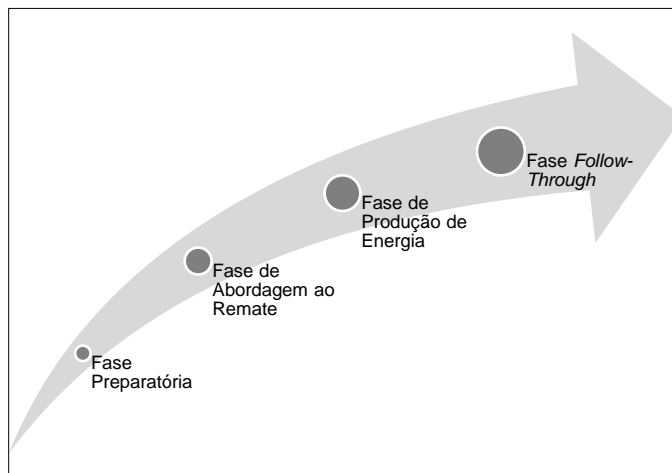 Fase
Preparatória
Fase de
Abordagem ao
Remate
Fase de
Produção de
Energia
Fase Follow-
Through